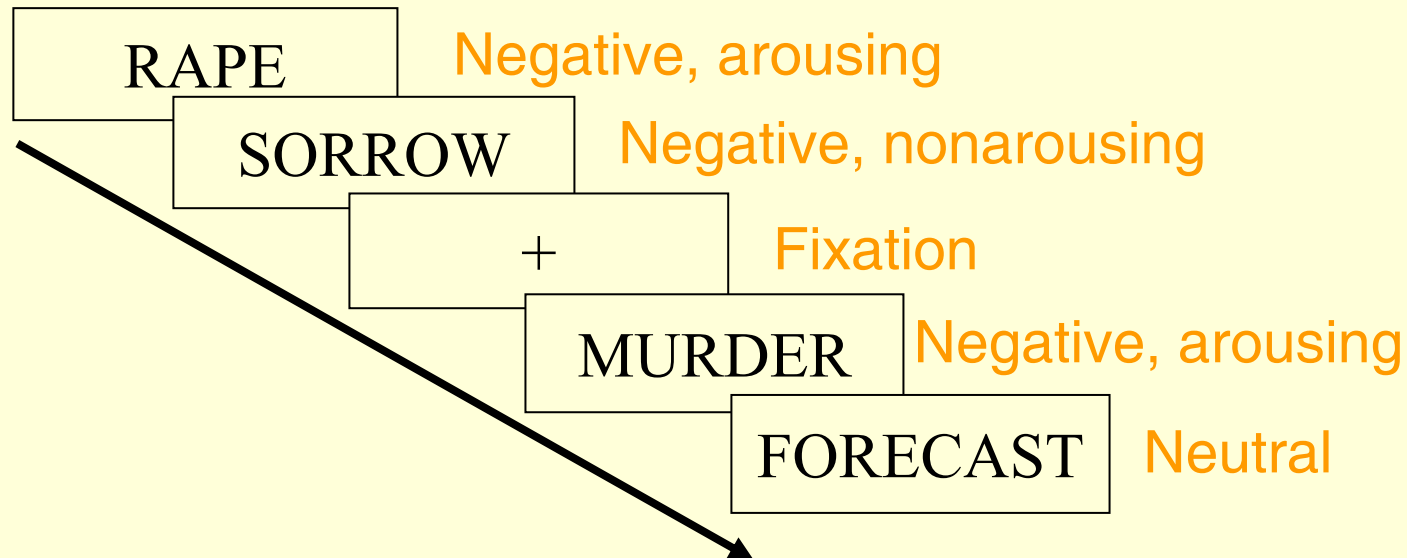 RAPE Negative, arousing
SORROW Negative, nonarousing
+ Fixation
MURDER Negative, arousing
FORECAST Neutral